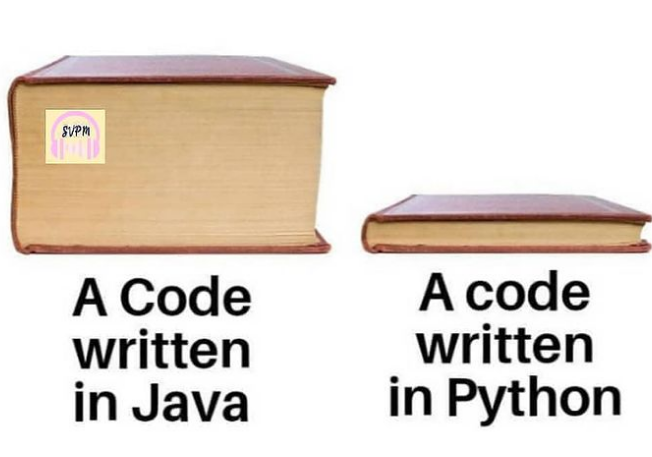 SVPM
A Code
written
in Java
A code
written
in Python